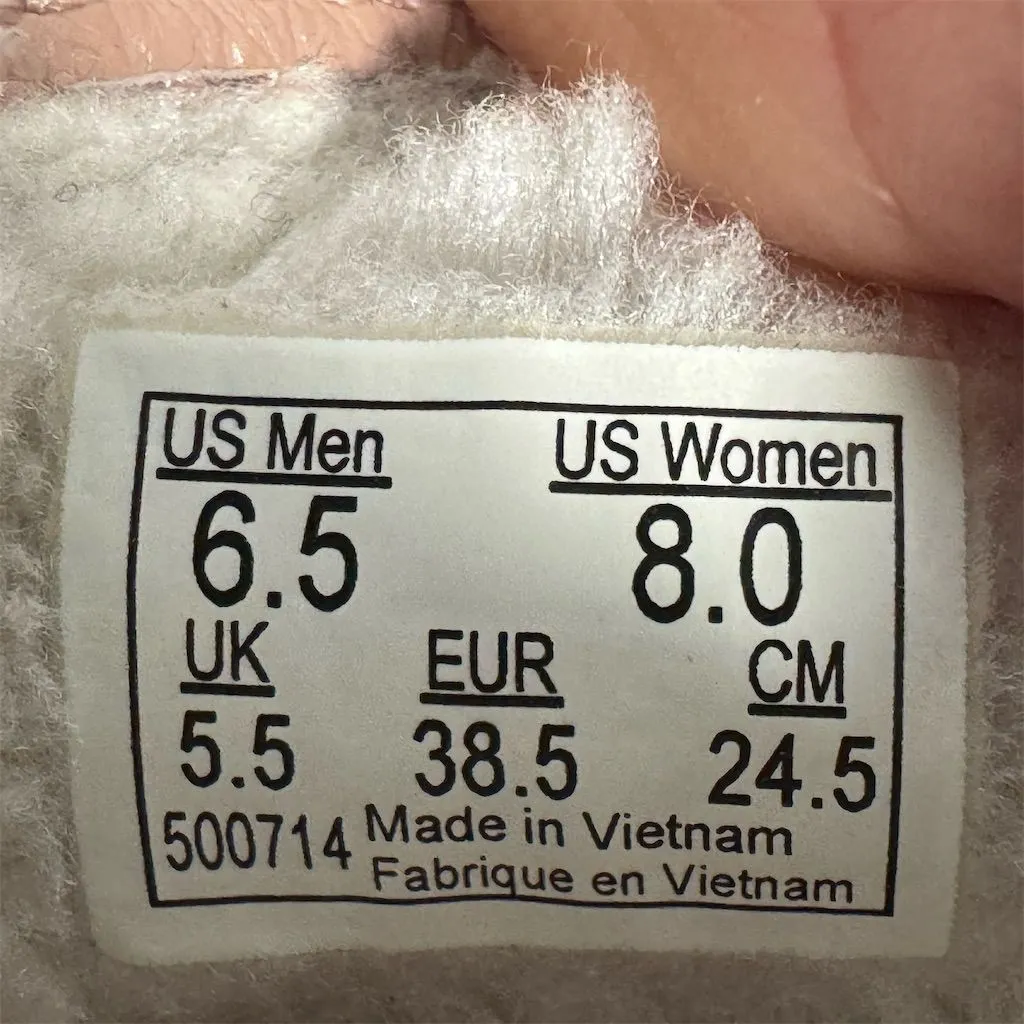 US Men US Women
6.5 8.0
UK EUR CM
5.5 38.5 24.5
500714 Made in Vietnam
Fabrique en Vietnam